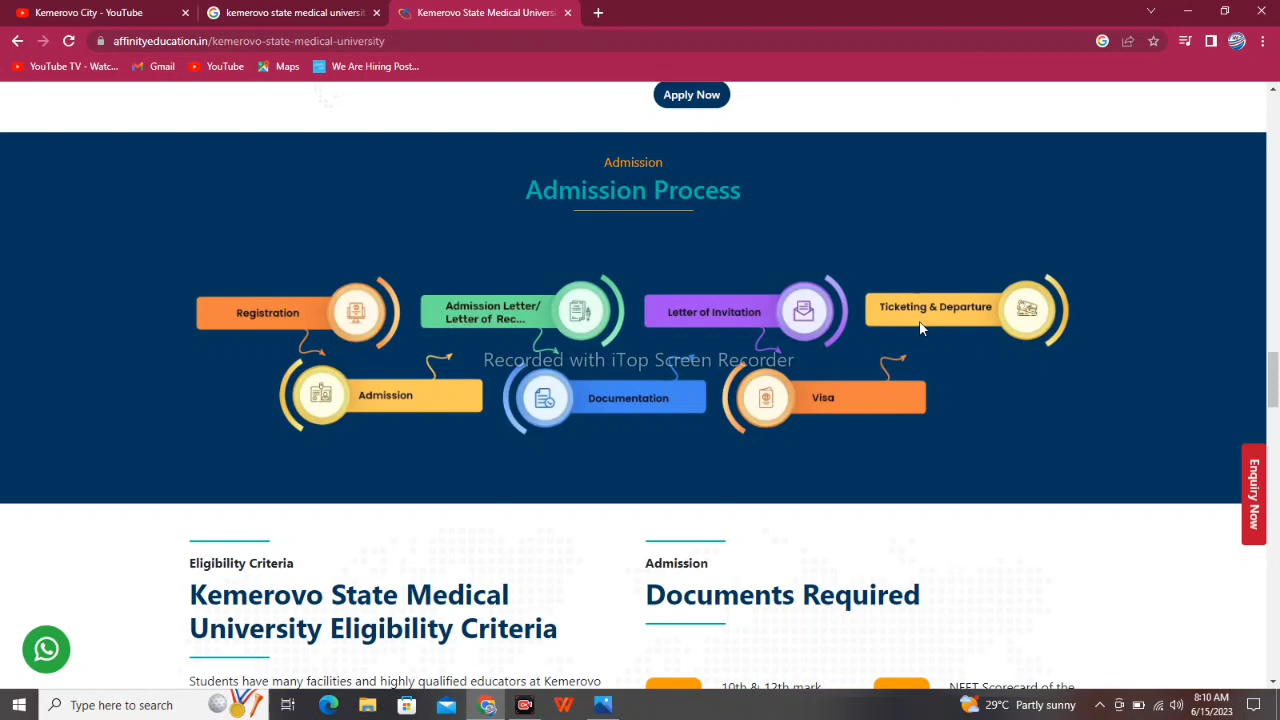 Kemerovo City - YouTube
kemerovo state medical universit
Kemerovo State Medical Universi
affinityeducation.in/kemerovo-state-medical-university
YouTube TV - Watc...
Gmail
YouTube
Maps
We Are Hiring Post...
Apply Now
Admission
Admission Process
Registration
Admission Letter/
Letter of Rec...
Letter of Invitation
Ticketing & Departure
Recorded with iTop Screen Recorder
Admission
Documentation
Visa
Enquiry Now
Eligibility Criteria
Kemerovo State Medical
University Eligibility Criteria
Students have many facilities and highly qualified educators at Kemerovo
Admission
Documents Required
10th & 12th mark
NEET Scorecard of the
Type here to search
29°C Partly sunny
8:10 AM
6/15/2023